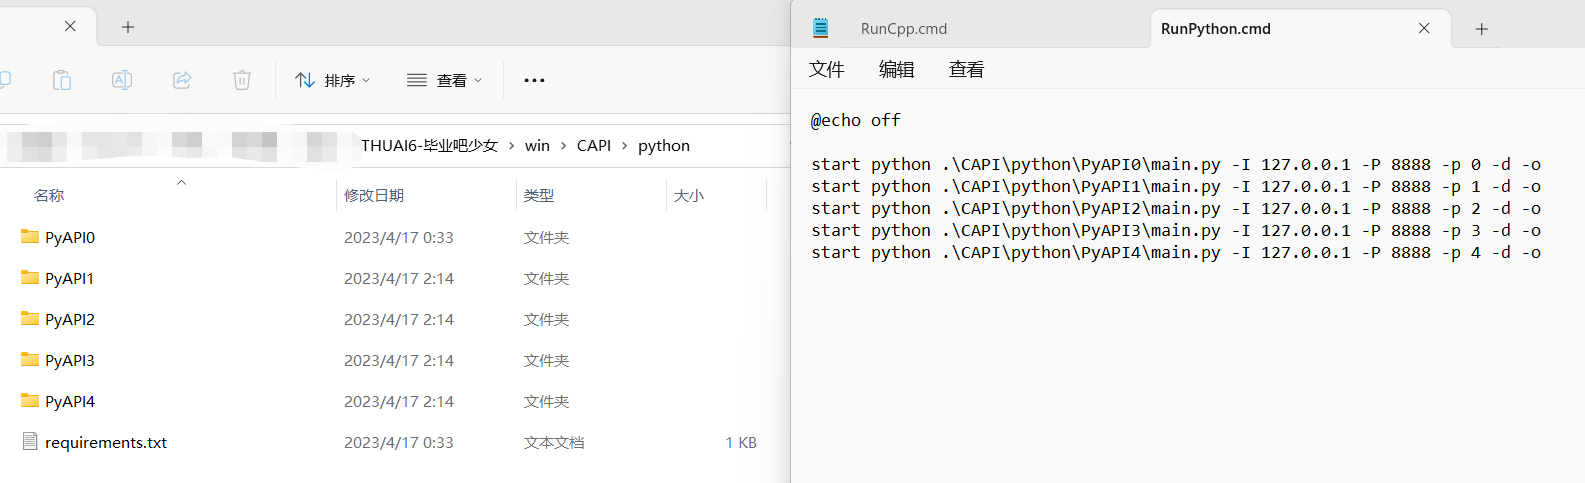 排序
查看
THUAI6-毕业吧少女 > win > CAPI > python
名称 修改日期 类型 大小
PyAPI0 2023/4/17 0:33 文件夹
PyAPI1 2023/4/17 2:14 文件夹
PyAPI2 2023/4/17 2:14 文件夹
PyAPI3 2023/4/17 2:14 文件夹
PyAPI4 2023/4/17 2:14 文件夹
requirements.txt 2023/4/17 0:33 文本文档 1 KB
RunCpp.cmd
RunPython.cmd
文件 编辑 查看
@echo off
start python .\CAPI\python\PyAPI0\main.py -I 127.0.0.1 -P 8888 -p 0 -d -o
start python .\CAPI\python\PyAPI1\main.py -I 127.0.0.1 -P 8888 -p 1 -d -o
start python .\CAPI\python\PyAPI2\main.py -I 127.0.0.1 -P 8888 -p 2 -d -o
start python .\CAPI\python\PyAPI3\main.py -I 127.0.0.1 -P 8888 -p 3 -d -o
start python .\CAPI\python\PyAPI4\main.py -I 127.0.0.1 -P 8888 -p 4 -d -o